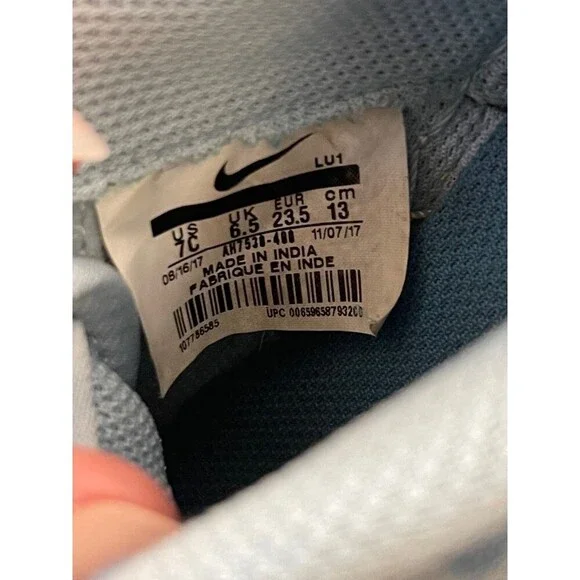 LU1
US UK EUR cm
7C 6.5 23.5 13
AH7530-400
08/16/17 11/07/17
MADE IN INDIA
FABRIQUE EN INDE
107786585
UPC 00659658793200